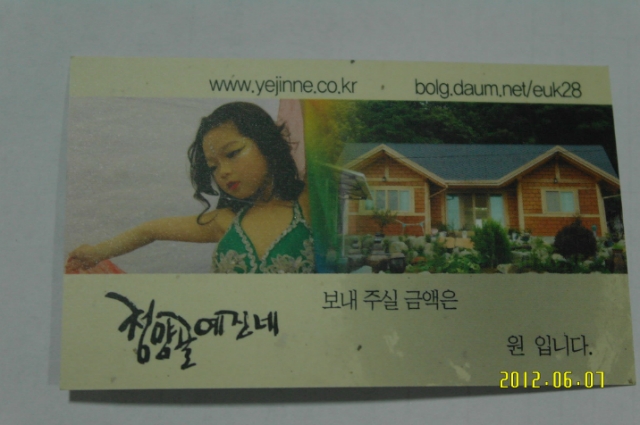 www.yejinne.co.kr
bolg.daum.net/euk28
청양골예진네
보내 주실 금액은
원 입니다.
2012.06.07